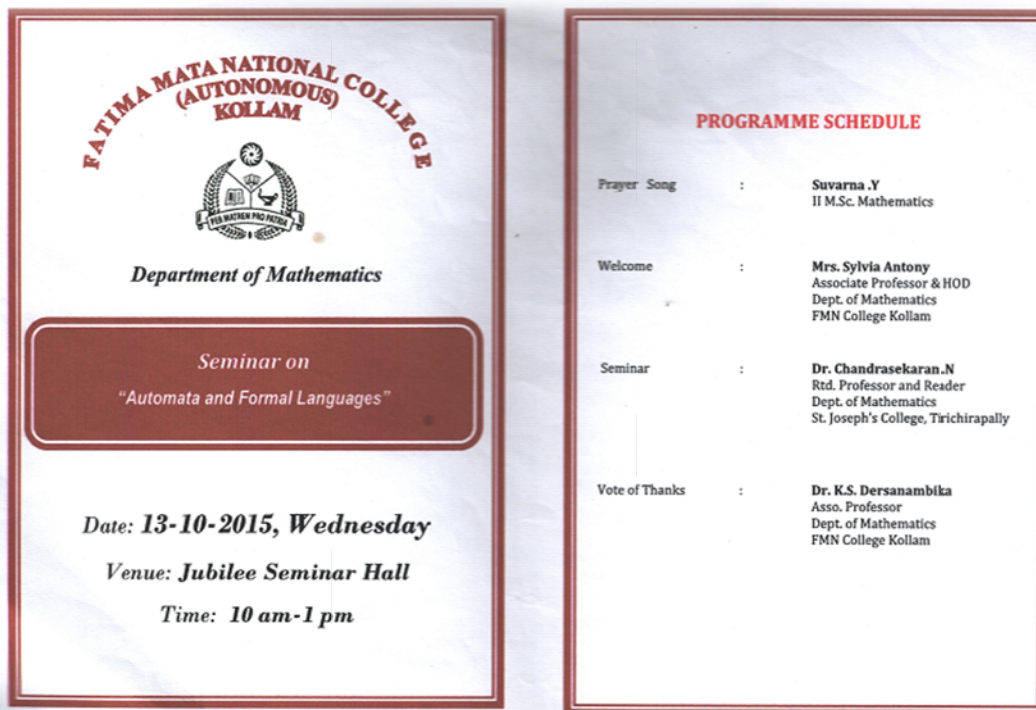 FATIMA MATA NATIONAL COLLEGE
(AUTONOMOUS)
KOLLAM
PER MATREM PRO PATRIA
Department of Mathematics
Seminar on
“Automata and Formal Languages”
Date: 13-10-2015, Wednesday
Venue: Jubilee Seminar Hall
Time: 10 am-1 pm
PROGRAMME SCHEDULE
Prayer Song : Suvarna .Y
II M.Sc. Mathematics
Welcome : Mrs. Sylvia Antony
Associate Professor & HOD
Dept. of Mathematics
FMN College Kollam
Seminar : Dr. Chandrasekaran.N
Rtd. Professor and Reader
Dept. of Mathematics
St. Joseph's College, Tirichirapally
Vote of Thanks : Dr. K.S. Dersanambika
Asso. Professor
Dept. of Mathematics
FMN College Kollam